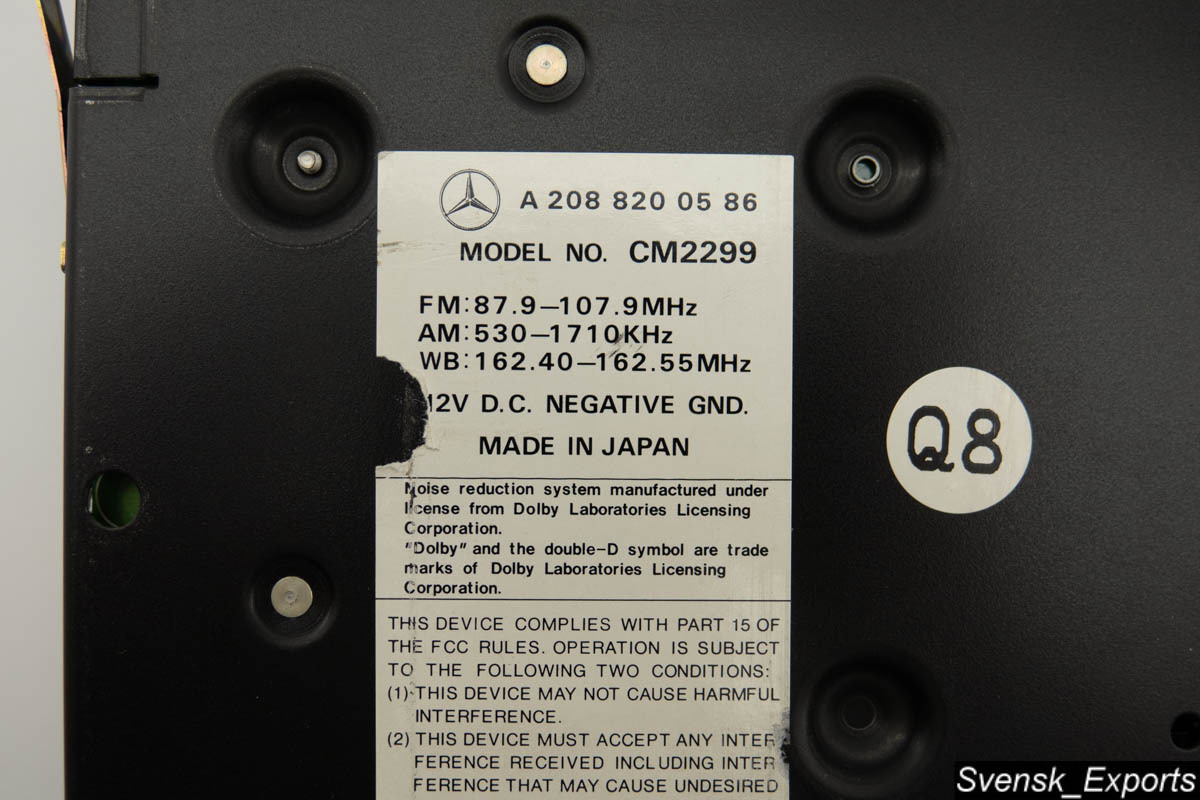 A 208 820 05 86
MODEL NO. CM2299
FM:87.9–107.9MHz
AM:530–1710KHz
WB:162.40–162.55MHz
12V D.C. NEGATIVE GND.
MADE IN JAPAN
Noise reduction system manufactured under
license from Dolby Laboratories Licensing
Corporation.
"Dolby" and the double–D symbol are trade
marks of Dolby Laboratories Licensing
Corporation.
THIS DEVICE COMPLIES WITH PART 15 OF
THE FCC RULES. OPERATION IS SUBJECT
TO THE FOLLOWING TWO CONDITIONS:
(1) THIS DEVICE MAY NOT CAUSE HARMFUL
INTERFERENCE.
(2) THIS DEVICE MUST ACCEPT ANY INTER
FERENCE RECEIVED INCLUDING INTER
FERENCE THAT MAY CAUSE UNDESIRED
Q8
Svensk_Exports